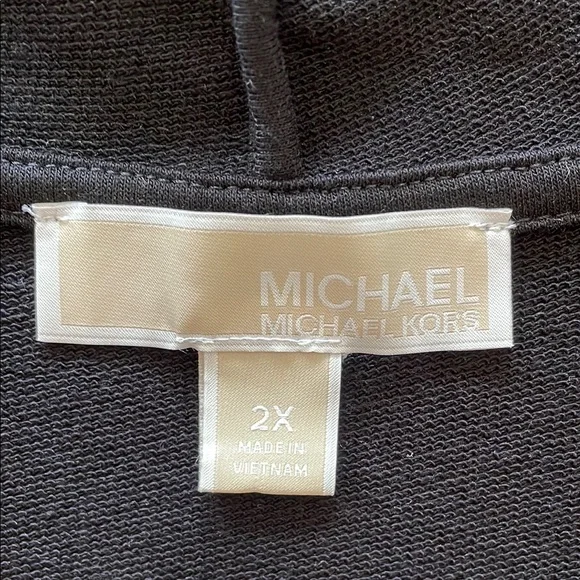 MICHAEL
MICHAEL KORS
2X
MADE IN
VIETNAM